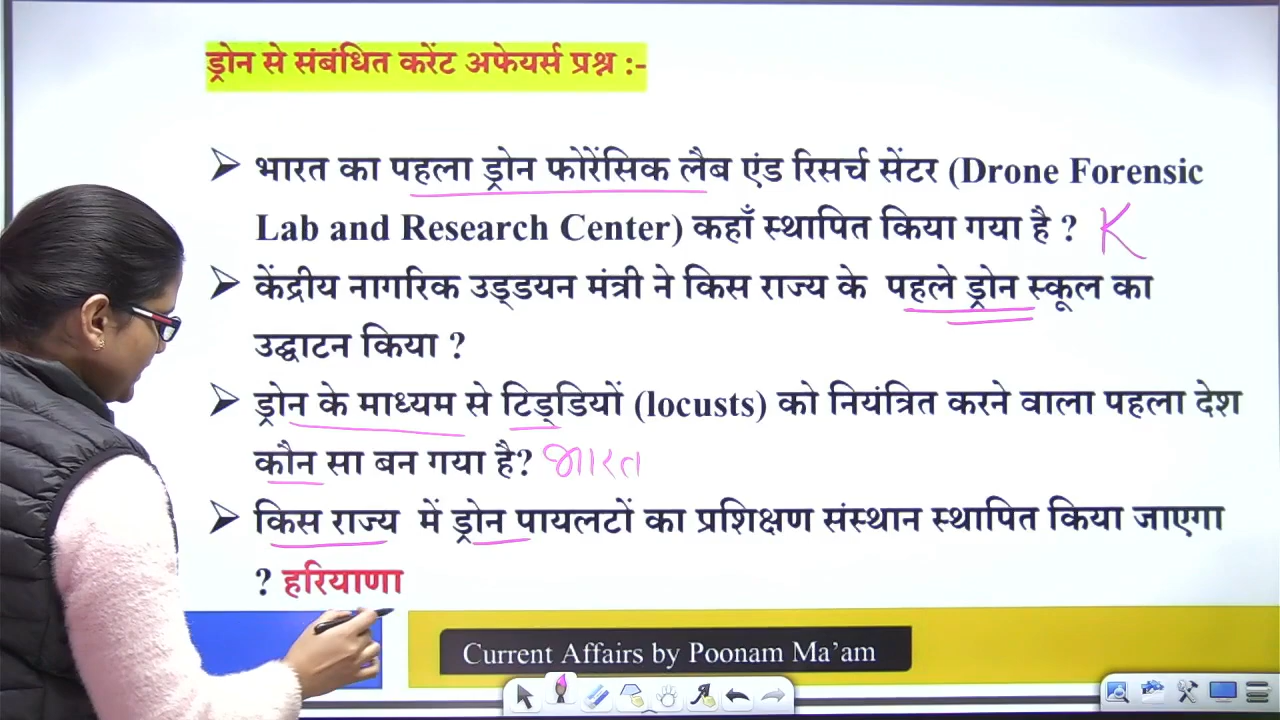 ड्रोन से संबंधित करेंट अफेयर्स प्रश्न :-
➢ भारत का पहला ड्रोन फोरेंसिक लैब एंड रिसर्च सेंटर (Drone Forensic
Lab and Research Center) कहाँ स्थापित किया गया है ? K
➢ केंद्रीय नागरिक उड्डयन मंत्री ने किस राज्य के पहले ड्रोन स्कूल का
उद्घाटन किया ?
➢ ड्रोन के माध्यम से टिड्डियों (locusts) को नियंत्रित करने वाला पहला देश
कौन सा बन गया है? भारत
➢ किस राज्य में ड्रोन पायलटों का प्रशिक्षण संस्थान स्थापित किया जाएगा
? हरियाणा
Current Affairs by Poonam Ma’am